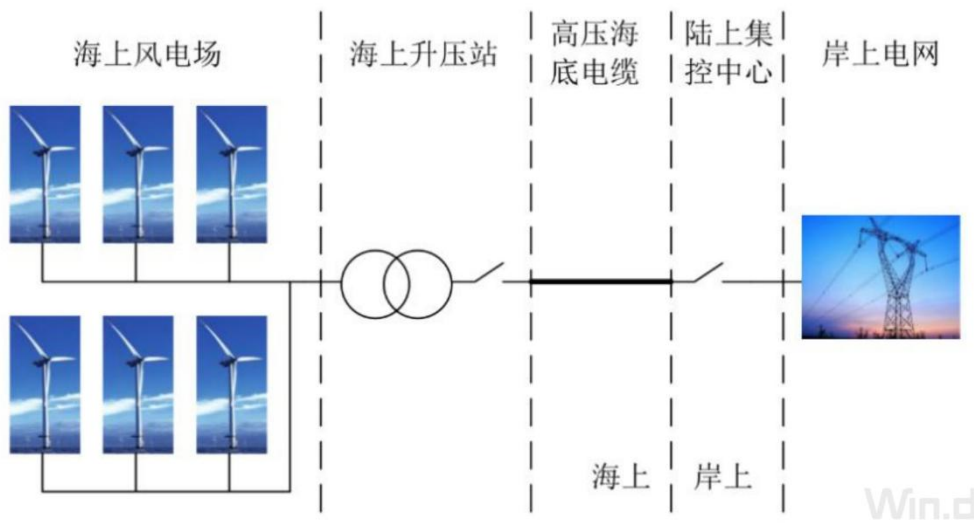 海上风电场
海上升压站
高压海
底电缆
陆上集
控中心
岸上电网
海上
岸上